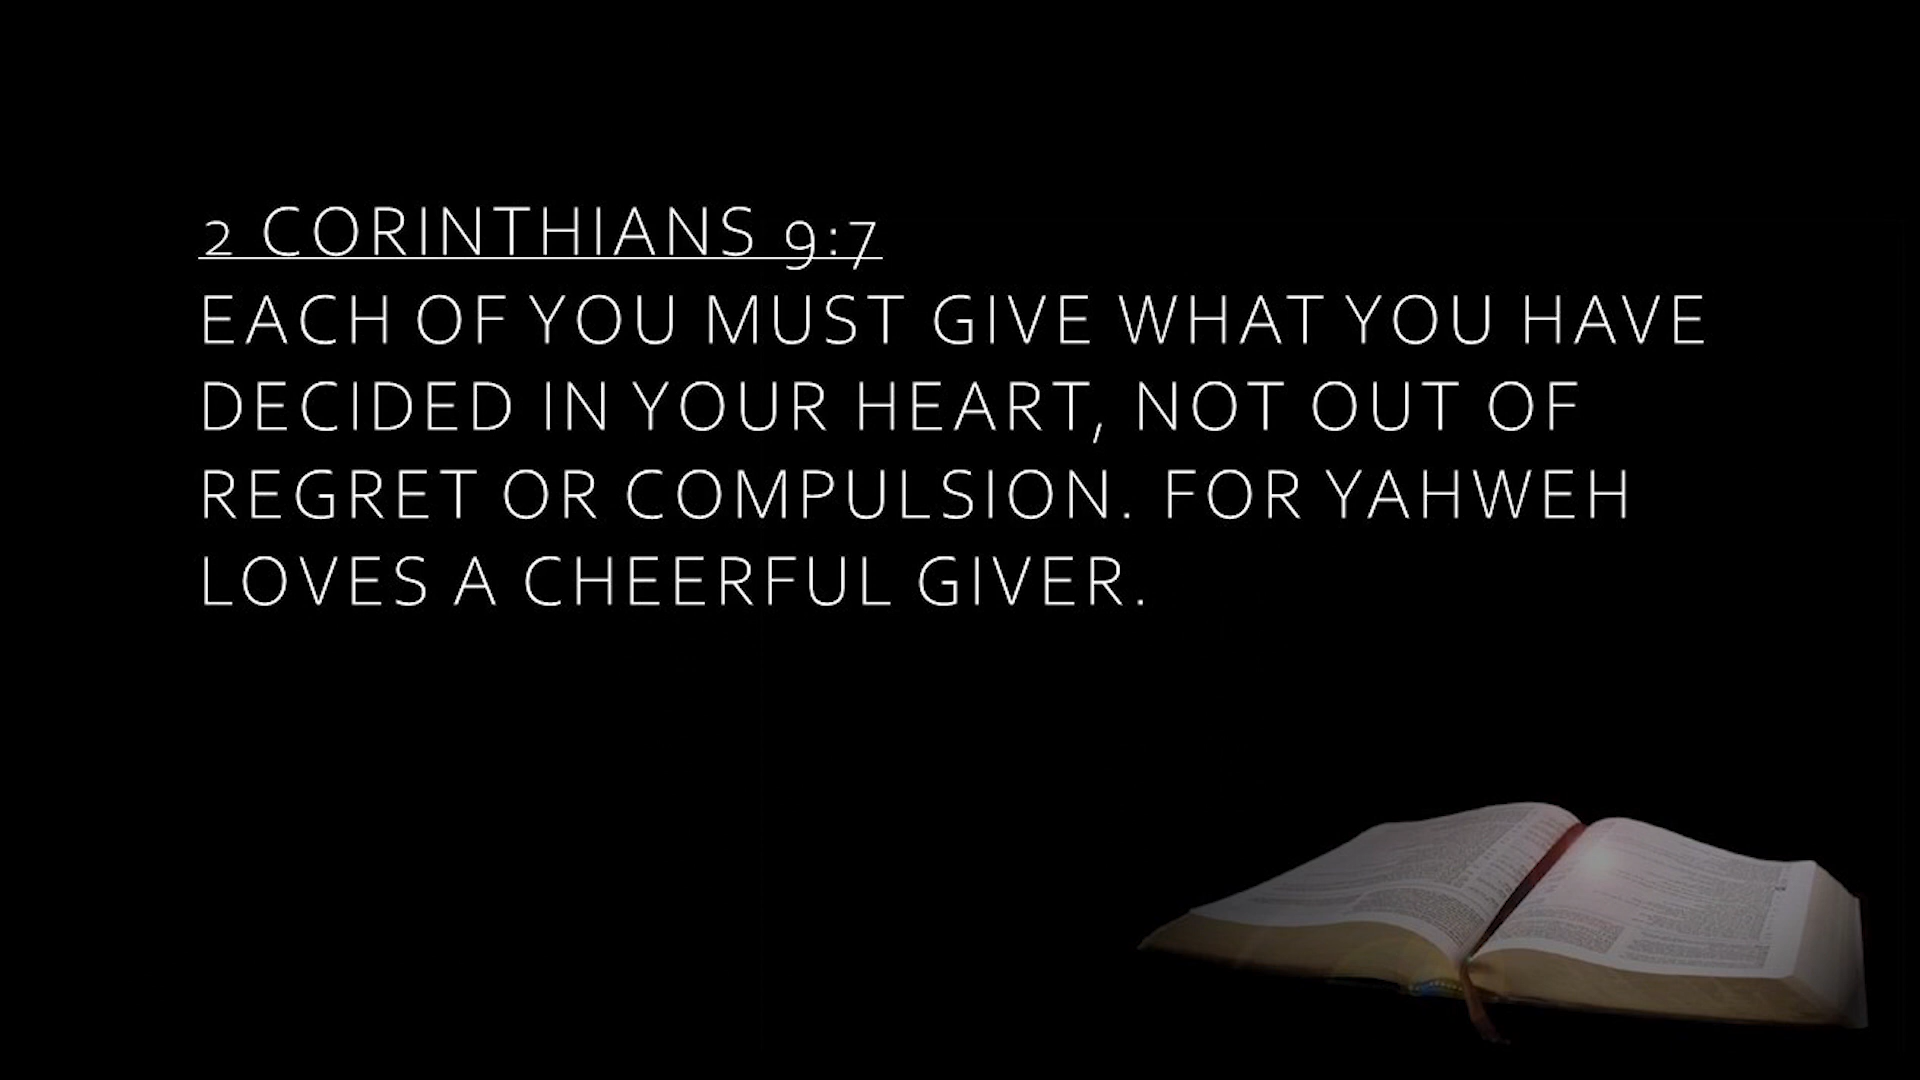 2 CORINTHIANS 9:7
EACH OF YOU MUST GIVE WHAT YOU HAVE
DECIDED IN YOUR HEART, NOT OUT OF
REGRET OR COMPULSION. FOR YAHWEH
LOVES A CHEERFUL GIVER.